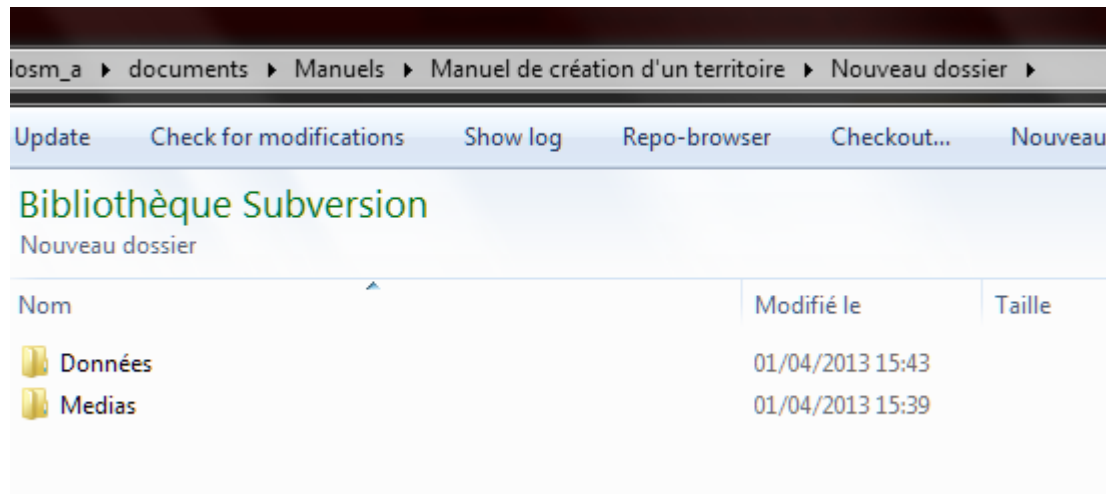 losm_a ▸ documents ▸ Manuels ▸ Manuel de création d'un territoire ▸ Nouveau dossier ▸
Update Check for modifications Show log Repo-browser Checkout... Nouveau
Bibliothèque Subversion
Nouveau dossier
Nom Modifié le Taille
Données 01/04/2013 15:43
Medias 01/04/2013 15:39